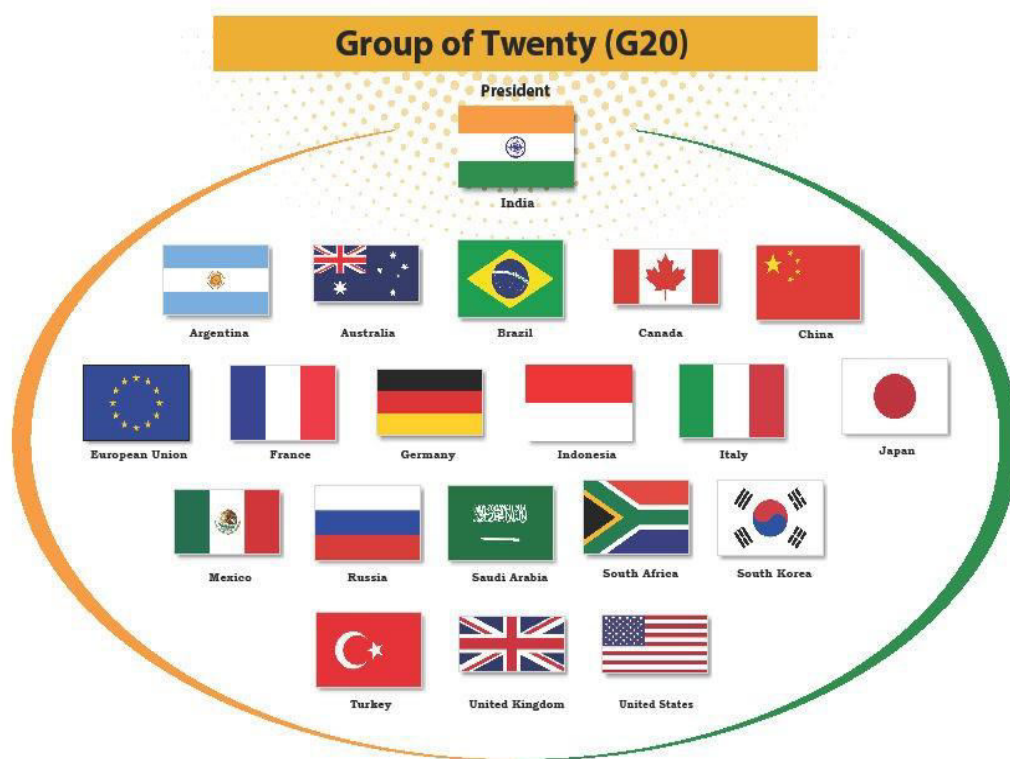 Group of Twenty (G20)
President
India
Argentina
Australia
Brazil
Canada
China
European Union
France
Germany
Indonesia
Italy
Japan
Mexico
Russia
Saudi Arabia
South Africa
South Korea
Turkey
United Kingdom
United States